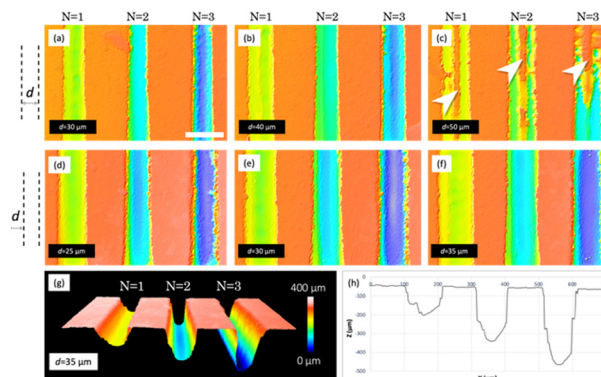 N=1 N=2 N=3 N=1 N=2 N=3 N=1 N=2 N=3
(a) (b) (c)
d
d=30 µm d=40 µm d=50 µm
(d) (e) (f)
d
d=25 µm d=30 µm d=35 µm
(g) N=1 N=2 N=3 400 µm
0 µm
d=35 µm
(h)
0 100 200 300 400 500 600
0
-100
-200
-300
-400
-500
Z (µm)